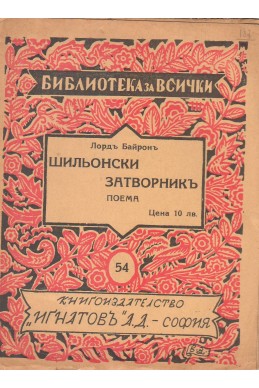 БИБЛИОТЕКА ЗА ВСИЧКИ
Лордъ Байронъ
ШИЛЬОНСКИ
ЗАТВОРНИКЪ
ПОЕМА
Цена 10 лв.
54
КНИГОИЗДАТЕЛСТВО
„ИГНАТОВЪ" А.Д. – СОФИЯ